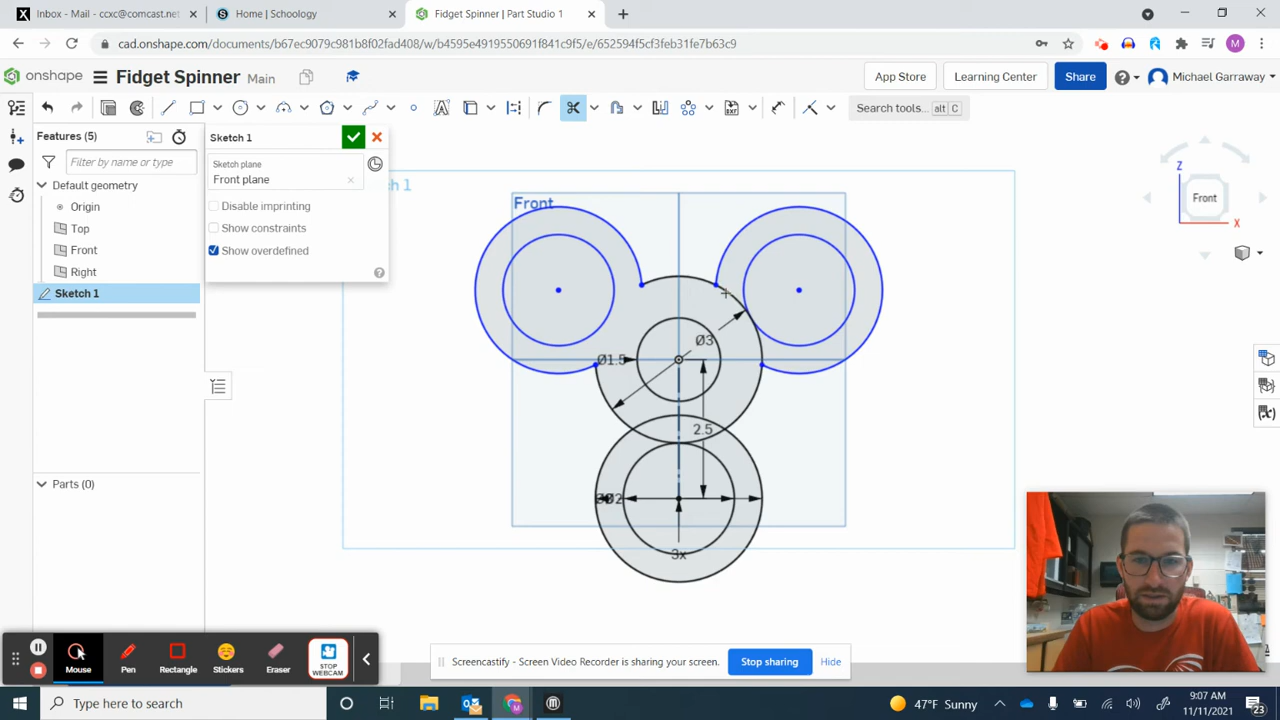 Inbox - Mail - ccxc@comcast.net
Home | Schoology
Fidget Spinner | Part Studio 1
cad.onshape.com/documents/b67ec9079c981b8f02fad408/w/b4595e4195509691f841c9f5/e/652594f5cf3feb31fe7b63c9
onshape
Fidget Spinner Main
App Store
Learning Center
Share
Michael Garraway
Search tools...
alt C
Features (5)
Filter by name or type
Default geometry
Origin
Top
Front
Right
Sketch 1
Parts (0)
Sketch 1
Sketch plane
Front plane
Disable imprinting
Show constraints
Show overdefined
ch 1
Front
Ø3
Ø1.5
2.5
3x
Z
Front
X
Mouse
Pen
Rectangle
Stickers
Eraser
STOP
WEBCAM
Screencastify - Screen Video Recorder is sharing your screen.
Stop sharing
Hide
Type here to search
47°F Sunny
9:07 AM
11/11/2021
23